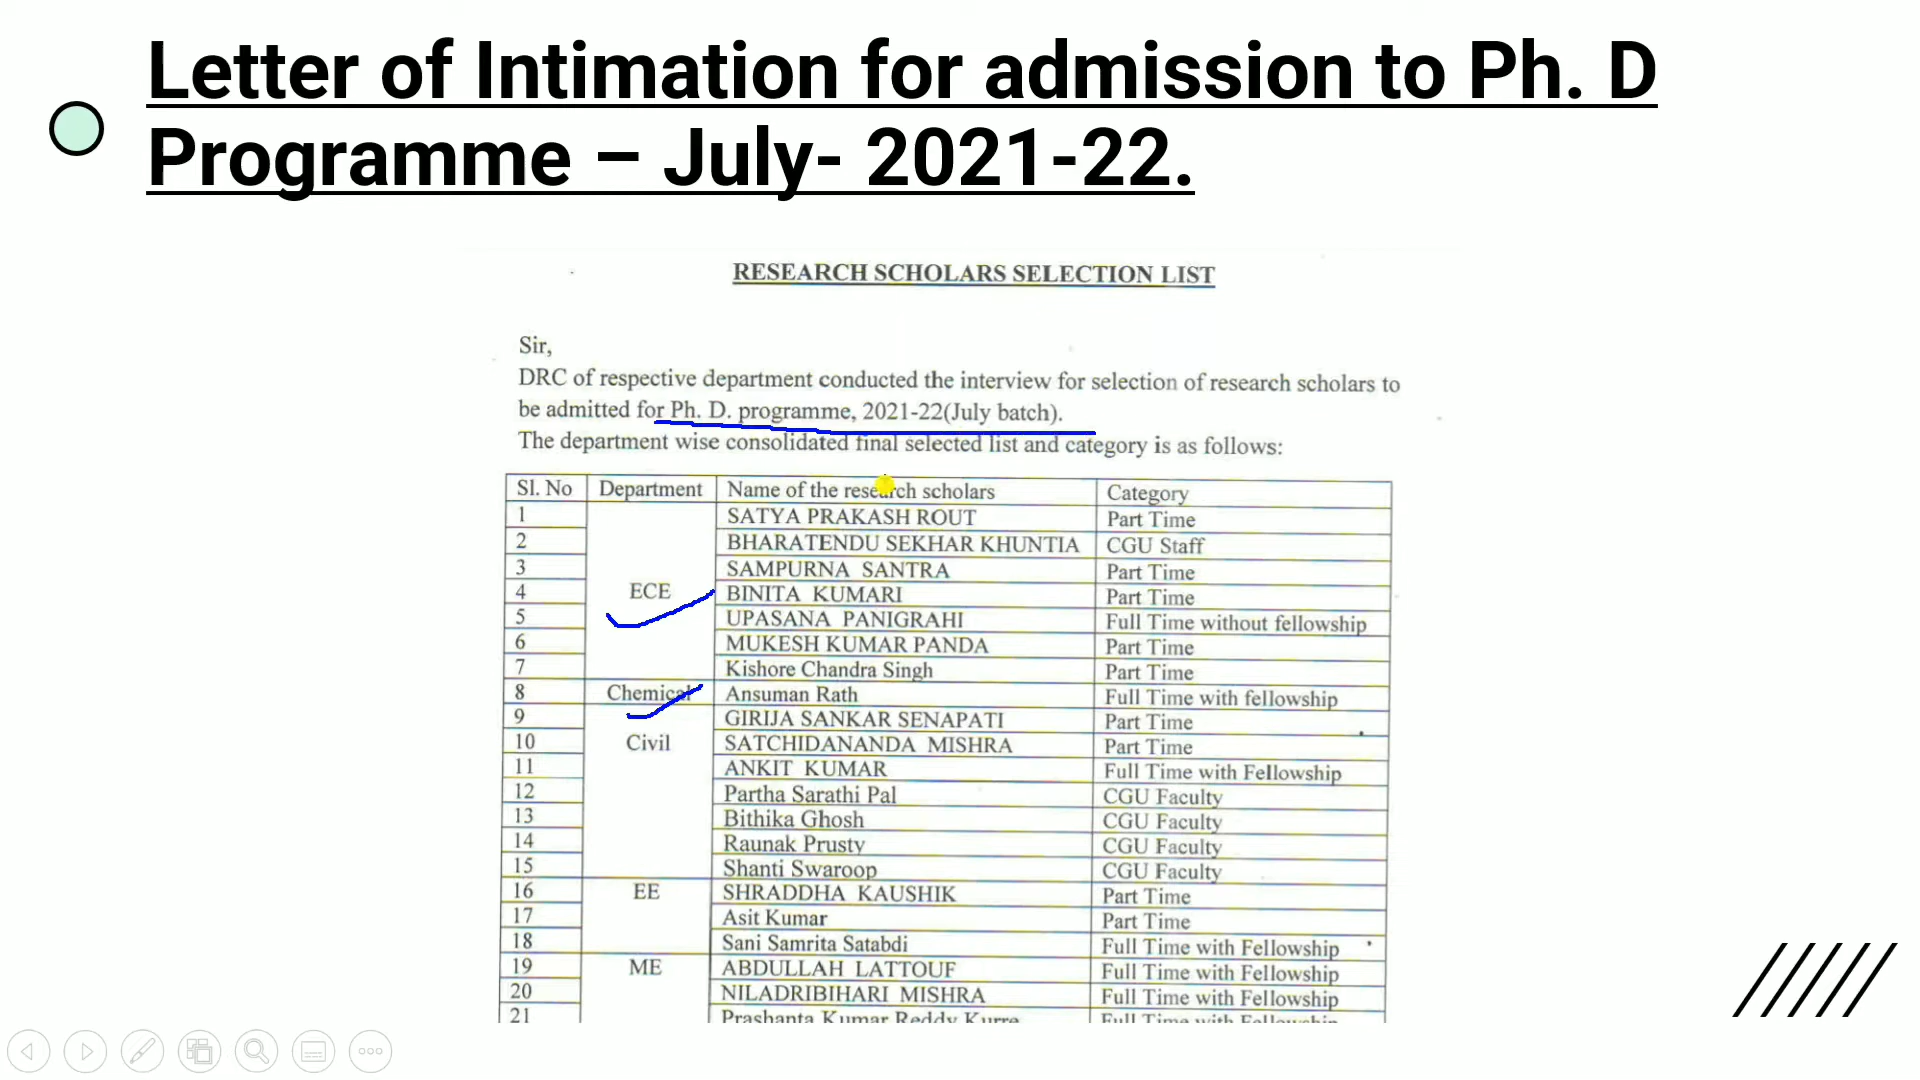 Letter of Intimation for admission to Ph. D
Programme – July- 2021-22.
RESEARCH SCHOLARS SELECTION LIST
Sir,
DRC of respective department conducted the interview for selection of research scholars to
be admitted for Ph. D. programme, 2021-22(July batch).
The department wise consolidated final selected list and category is as follows:
Sl. No Department Name of the research scholars Category
1 SATYA PRAKASH ROUT Part Time
2 BHARATENDU SEKHAR KHUNTIA CGU Staff
3 SAMPURNA SANTRA Part Time
4 ECE BINITA KUMARI Part Time
5 UPASANA PANIGRAHI Full Time without fellowship
6 MUKESH KUMAR PANDA Part Time
7 Kishore Chandra Singh Part Time
8 Chemical Ansuman Rath Full Time with fellowship
9 GIRIJA SANKAR SENAPATI Part Time
10 Civil SATCHIDANANDA MISHRA Part Time
11 ANKIT KUMAR Full Time with Fellowship
12 Partha Sarathi Pal CGU Faculty
13 Bithika Ghosh CGU Faculty
14 Raunak Prusty CGU Faculty
15 Shanti Swaroop CGU Faculty
16 EE SHRADDHA KAUSHIK Part Time
17 Asit Kumar Part Time
18 Sani Samrita Satabdi Full Time with Fellowship
19 ME ABDULLAH LATTOUF Full Time with Fellowship
20 NILADRIBIHARI MISHRA Full Time with Fellowship
21 Prashanta Kumar Reddy Kurre Full Time with Fellowship